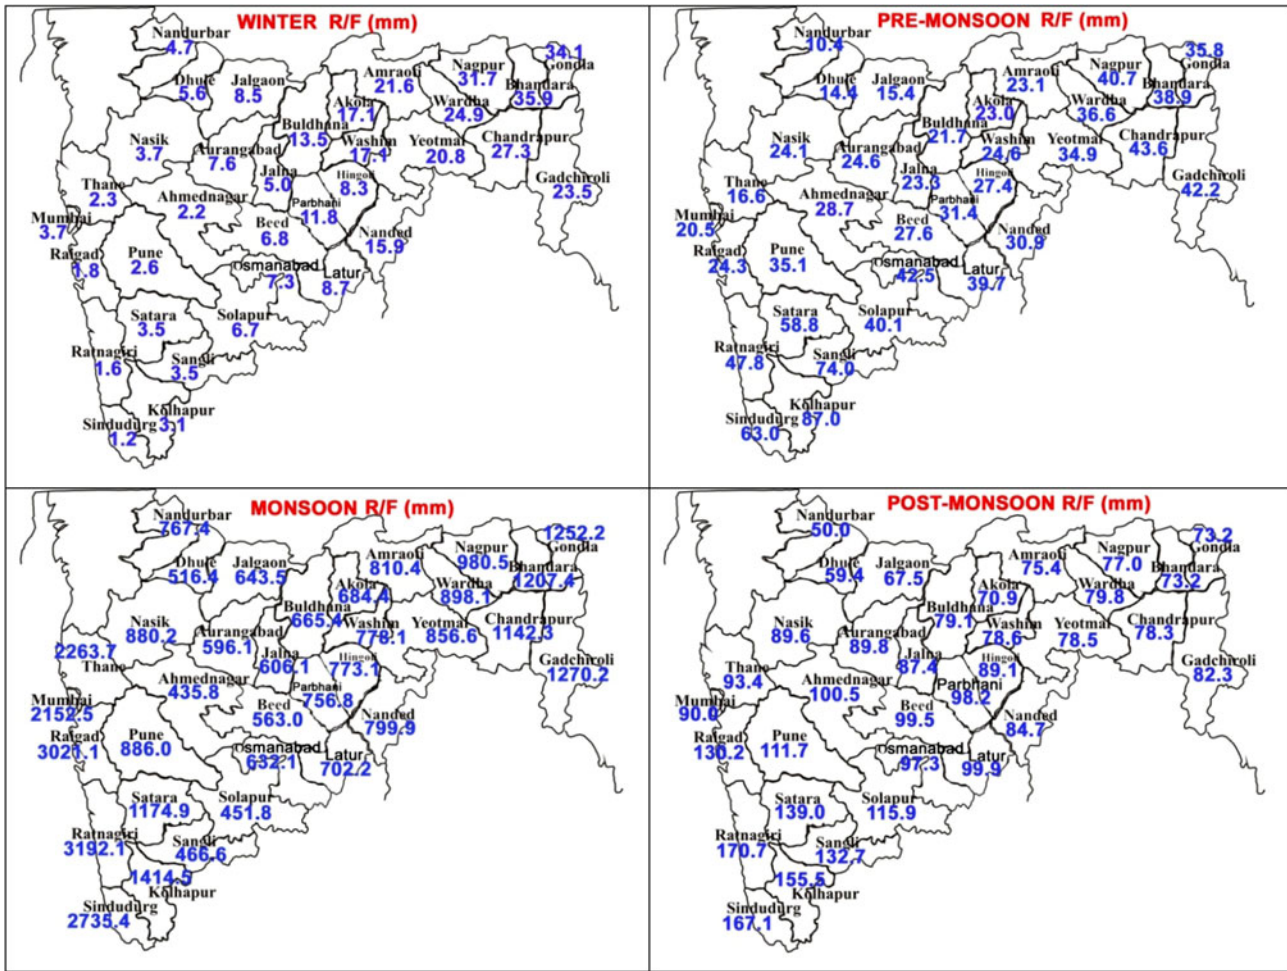 WINTER R/F (mm)
Nandurbar
4.7
Dhule
5.6
Jalgaon
8.5
Amraoti
21.6
Nagpur
31.7
34.1
Gondia
Bhandara
35.9
Akola
17.1
Wardha
24.9
Buldhana
13.5
Nasik
3.7
Aurangabad
7.6
Washim
17.1
Yeotmal
20.8
Chandrapur
27.3
Jalna
5.0
Hingoli
8.3
Gadchiroli
23.5
Thane
2.3
Ahmednagar
2.2
Parbhani
11.8
Mumbai
3.7
Beed
6.8
Nanded
15.9
Raigad
1.8
Pune
2.6
Osmanabad
7.3
Latur
8.7
Satara
3.5
Solapur
6.7
Ratnagiri
1.6
Sangli
3.5
Kolhapur
3.1
Sindudurg
1.2
PRE-MONSOON R/F (mm)
Nandurbar
10.4
Dhule
14.4
Jalgaon
15.4
Amraoti
23.1
Nagpur
40.7
35.8
Gondia
Bhandara
38.9
Akola
23.0
Wardha
36.6
Buldhana
21.7
Nasik
24.1
Aurangabad
24.6
Washim
24.6
Yeotmal
34.9
Chandrapur
43.6
Jalna
23.3
Hingoli
27.4
Gadchiroli
42.2
Thane
16.6
Ahmednagar
28.7
Parbhani
31.4
Mumbai
20.5
Beed
27.6
Nanded
30.9
Raigad
24.3
Pune
35.1
Osmanabad
42.5
Latur
39.7
Satara
58.8
Solapur
40.1
Ratnagiri
47.8
Sangli
74.0
Kolhapur
87.0
Sindudurg
63.0
MONSOON R/F (mm)
Nandurbar
767.4
Dhule
516.4
Jalgaon
643.5
Amraoti
810.4
Nagpur
980.5
1252.2
Gondia
Bhandara
1207.4
Akola
684.4
Wardha
898.1
Buldhana
665.4
Nasik
880.2
Aurangabad
596.1
Washim
778.1
Yeotmal
856.6
Chandrapur
1142.3
2263.7
Thane
Jalna
606.1
Hingoli
773.1
Gadchiroli
1270.2
Ahmednagar
435.8
Parbhani
756.8
Mumbai
2152.5
Beed
563.0
Nanded
799.9
Raigad
3021.1
Pune
886.0
Osmanabad
632.1
Latur
702.2
Satara
1174.9
Solapur
451.8
Ratnagiri
3192.1
Sangli
466.6
1414.5
Kolhapur
Sindudurg
2735.4
POST-MONSOON R/F (mm)
Nandurbar
50.0
Dhule
59.4
Jalgaon
67.5
Amraoti
75.4
Nagpur
77.0
73.2
Gondia
Bhandara
73.2
Akola
70.9
Wardha
79.8
Buldhana
79.1
Nasik
89.6
Aurangabad
89.8
Washim
78.6
Yeotmal
78.5
Chandrapur
78.3
Jalna
87.4
Hingoli
89.1
Gadchiroli
82.3
Thane
93.4
Ahmednagar
100.5
Parbhani
98.2
Mumbai
90.0
Beed
99.5
Nanded
84.7
Raigad
130.2
Pune
111.7
Osmanabad
97.3
Latur
99.9
Satara
139.0
Solapur
115.9
Ratnagiri
170.7
Sangli
132.7
155.5
Kolhapur
Sindudurg
167.1